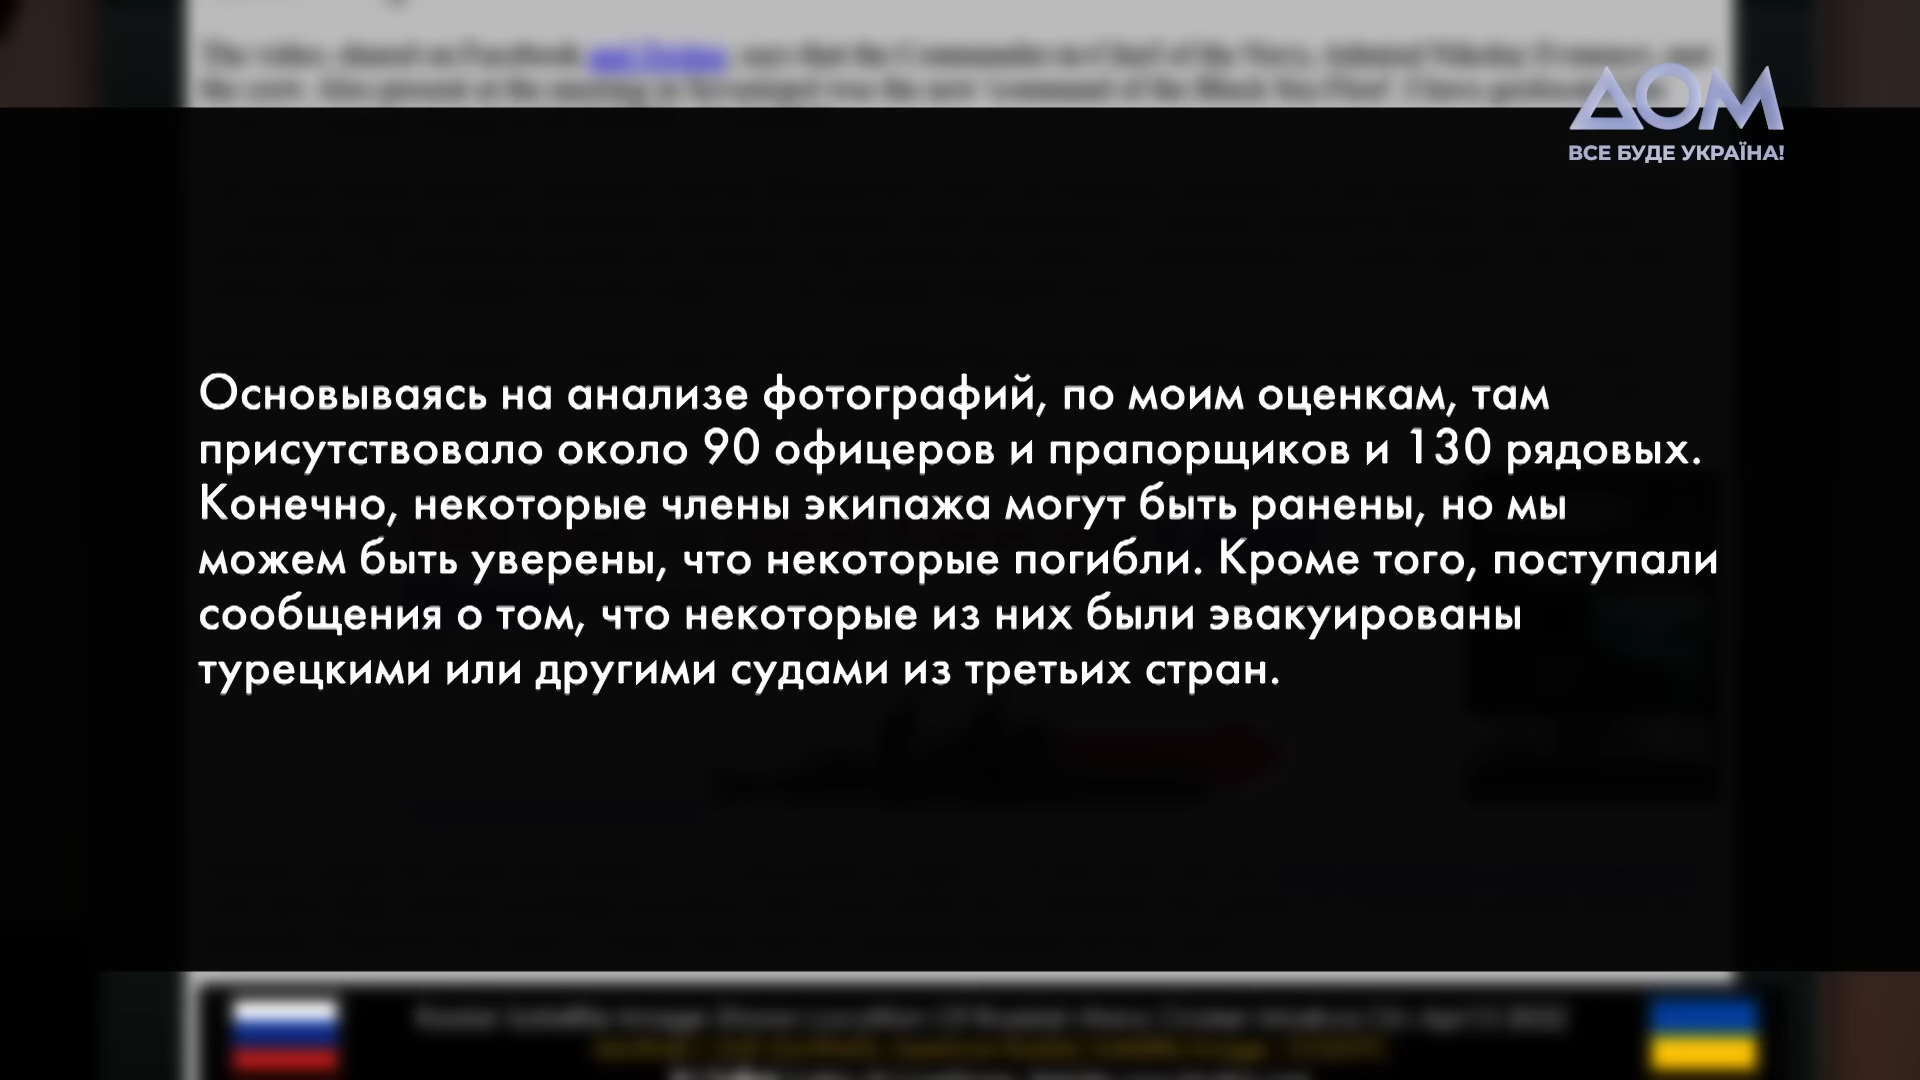 ДОМ
ВСЕ БУДЕ УКРАЇНА!
Основываясь на анализе фотографий, по моим оценкам, там
присутствовало около 90 офицеров и прапорщиков и 130 рядовых.
Конечно, некоторые члены экипажа могут быть ранены, но мы
можем быть уверены, что некоторые погибли. Кроме того, поступали
сообщения о том, что некоторые из них были эвакуированы
турецкими или другими судами из третьих стран.